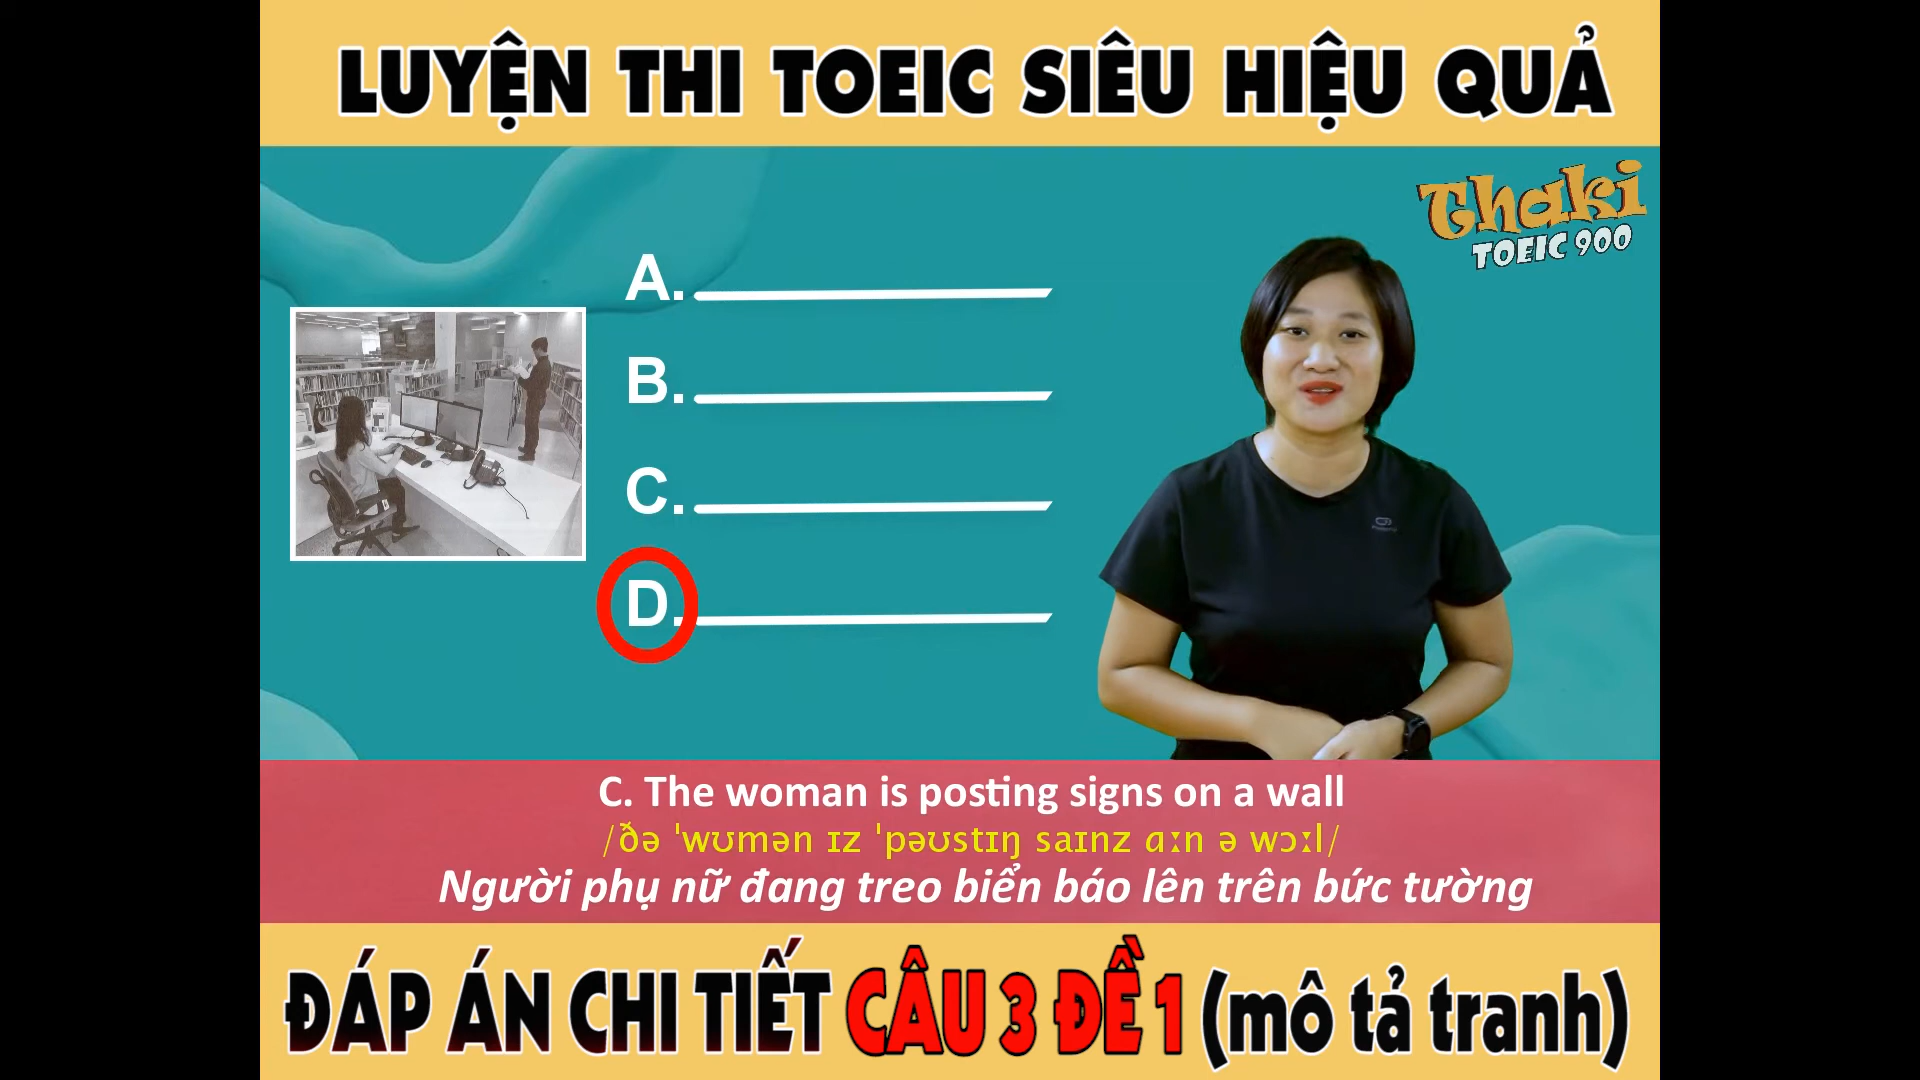 LUYỆN THI TOEIC SIÊU HIỆU QUẢ
Thaki
TOEIC 900
A.
B.
C.
D.
C. The woman is posting signs on a wall
/ðə ˈwʊmən ɪz ˈpəʊstɪŋ saɪnz ɑːn ə wɔːl/
Người phụ nữ đang treo biển báo lên trên bức tường
ĐÁP ÁN CHI TIẾT CÂU 3 ĐỀ 1 (mô tả tranh)